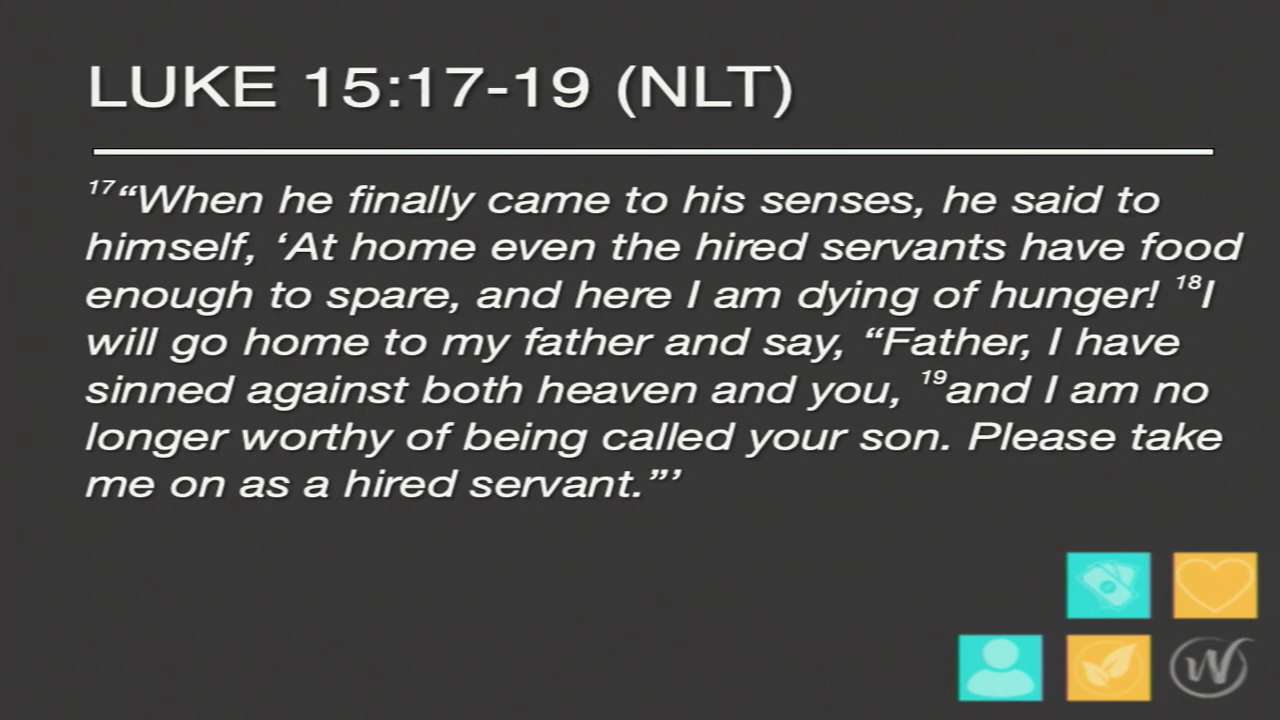 LUKE 15:17-19 (NLT)
17“When he finally came to his senses, he said to
himself, ‘At home even the hired servants have food
enough to spare, and here I am dying of hunger! 18I
will go home to my father and say, “Father, I have
sinned against both heaven and you, 19and I am no
longer worthy of being called your son. Please take
me on as a hired servant.”’
W